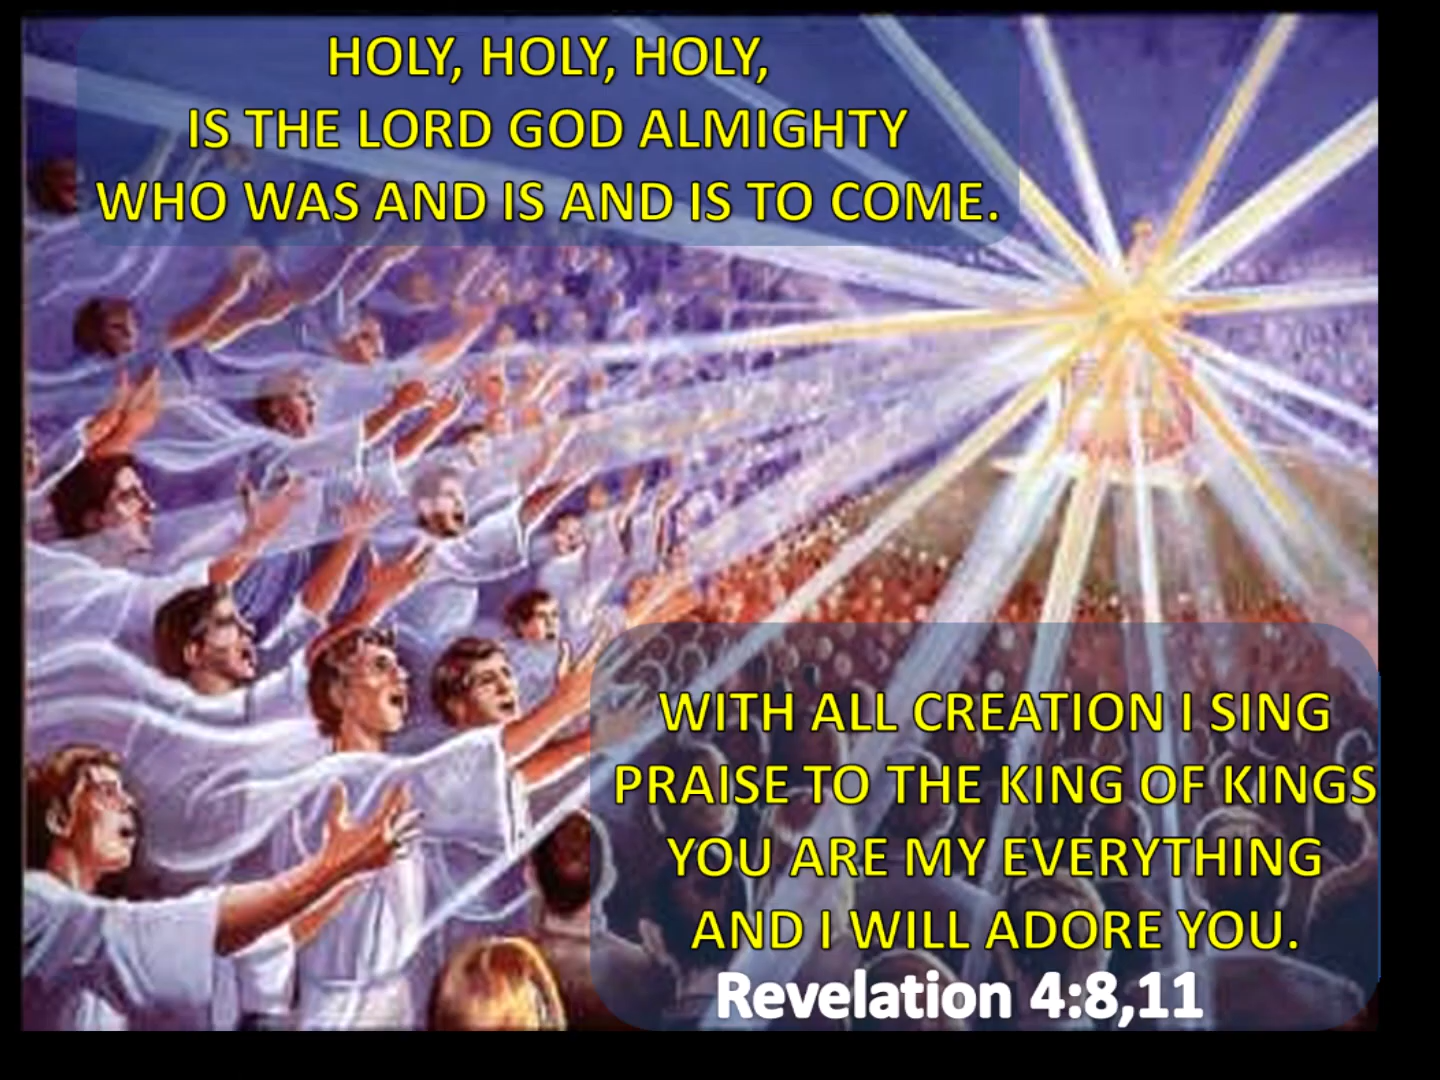 HOLY, HOLY, HOLY,
IS THE LORD GOD ALMIGHTY
WHO WAS AND IS AND IS TO COME.
WITH ALL CREATION I SING
PRAISE TO THE KING OF KINGS
YOU ARE MY EVERYTHING
AND I WILL ADORE YOU.
Revelation 4:8,11